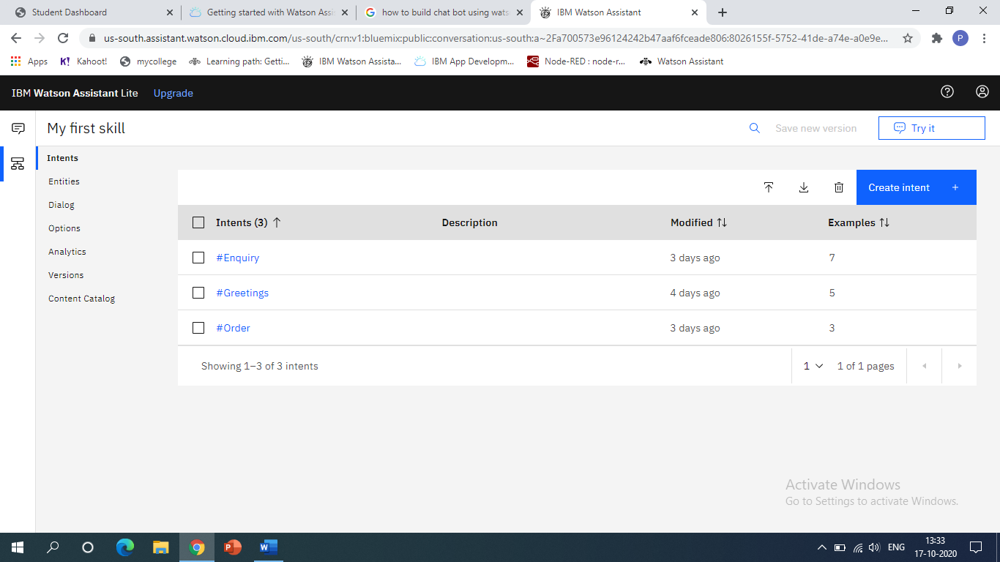 Student Dashboard
Getting started with Watson Assis
how to build chat bot using wats
IBM Watson Assistant
us-south.assistant.watson.cloud.ibm.com/us-south/crn:v1:bluemix:public:conversation:us-south:a~2Fa700573e96124242b47aaf6fceade806:8026155f-5752-41de-a74e-a0e9e...
P
Apps
K! Kahoot!
mycollege
Learning path: Getti...
IBM Watson Assista...
IBM App Developm...
Node-RED : node-r...
Watson Assistant
IBM Watson Assistant Lite
Upgrade
My first skill
Save new version
Try it
Intents
Entities
Dialog
Options
Analytics
Versions
Content Catalog
Create intent +
Intents (3) Description Modified Examples
#Enquiry 3 days ago 7
#Greetings 4 days ago 5
#Order 3 days ago 3
Showing 1–3 of 3 intents 1 1 of 1 pages
Activate Windows
Go to Settings to activate Windows.
ENG
13:33
17-10-2020